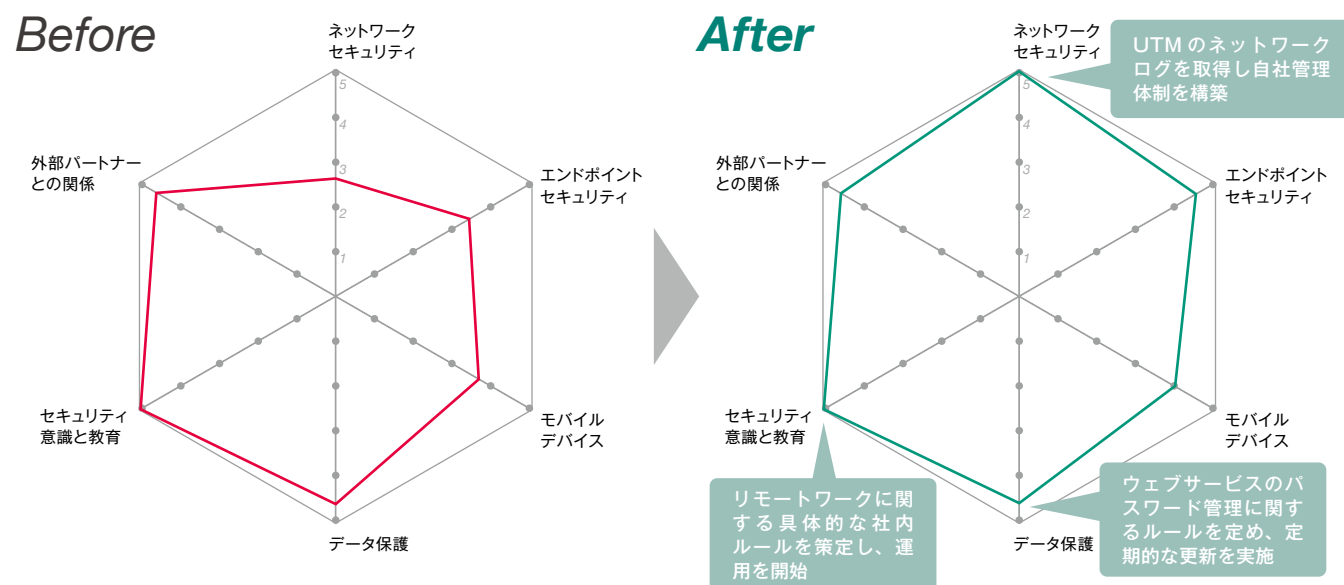 Before
ネットワーク
セキュリティ
5
4
3
2
1
外部パートナー
との関係
エンドポイント
セキュリティ
セキュリティ
意識と教育
モバイル
デバイス
データ保護
After
ネットワーク
セキュリティ
UTMのネットワーク
ログを取得し自社管理
体制を構築
5
4
3
2
1
外部パートナー
との関係
エンドポイント
セキュリティ
セキュリティ
意識と教育
モバイル
デバイス
リモートワークに関
する具体的な社内
ルールを策定し、運
用を開始
データ保護
ウェブサービスのパ
スワード管理に関す
るルールを定め、定
期的な更新を実施